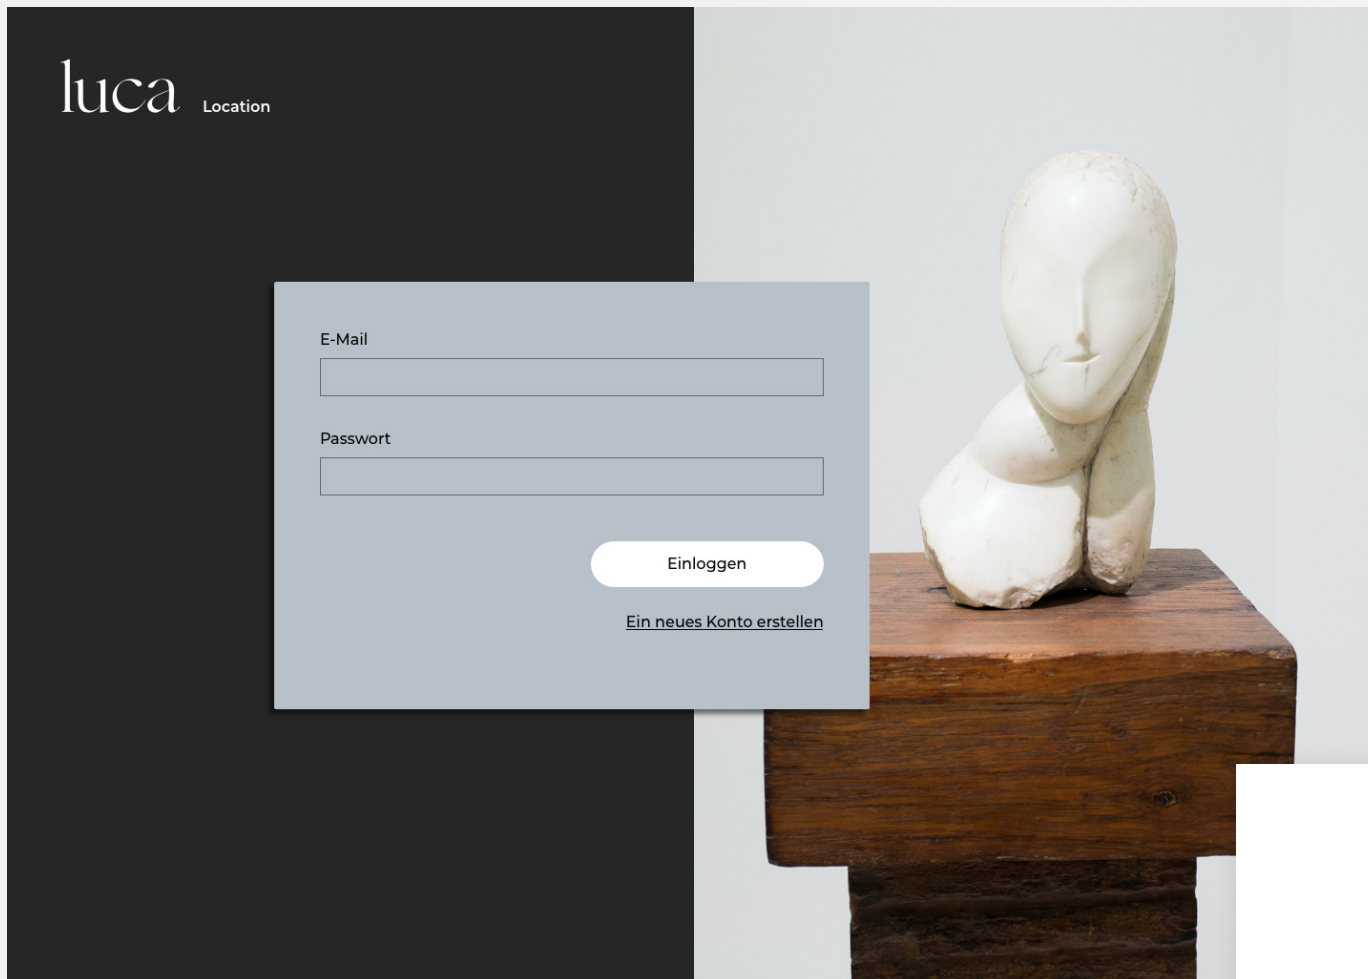 luca Location
E-Mail
Passwort
Einloggen
Ein neues Konto erstellen